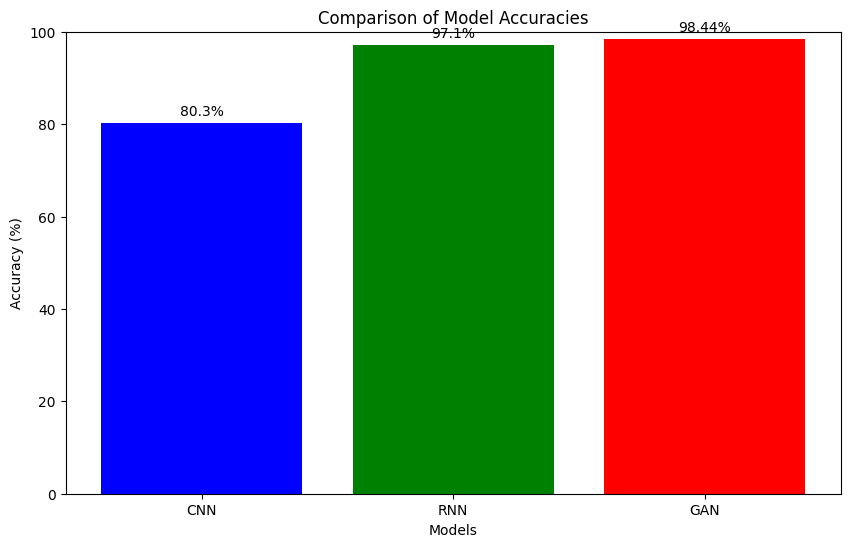 Comparison of Model Accuracies
100
97.1%
98.44%
80.3%
80
60
40
20
0
Accuracy (%)
CNN
RNN
GAN
Models